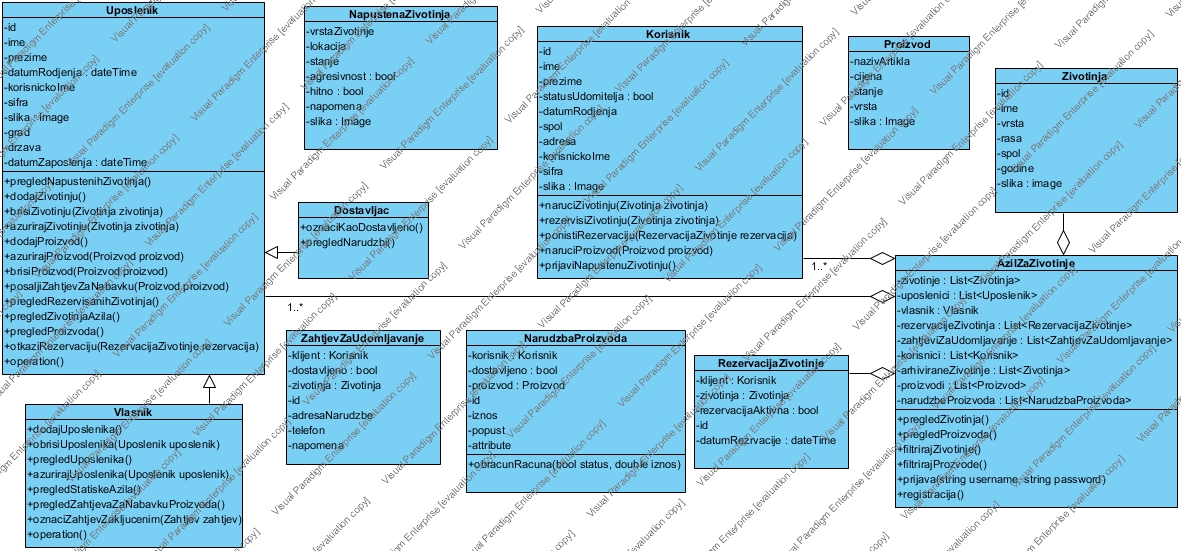 Uposlenik
-id
-ime
-prezime
-datumRodjenja : dateTime
-korisnickoIme
-sifra
-slika : Image
-grad
-drzava
-datumZaposlenja : dateTime
+pregledNapustenihZivotinja()
+dodajZivotinju()
+brisiZivotinju(Zivotinja zivotinja)
+azurirajZivotinju(Zivotinja zivotinja)
+dodajProizvod()
+azurirajProizvod(Proizvod proizvod)
+brisiProizvod(Proizvod proizvod)
+posaljiZahtjevZaNabavku(Proizvod proizvod)
+pregledRezervisanihZivotinja()
+pregledZivotinjaAzila()
+pregledProizvoda()
+otkaziRezervaciju(RezervacijaZivotinje rezervacija)
+operation()
NapustenaZivotinja
-vrstaZivotinje
-lokacija
-stanje
-agresivnost : bool
-hitno : bool
-napomena
-slika : Image
Korisnik
-id
-ime
-prezime
-statusUdomitelja : bool
-datumRodjenja
-spol
-adresa
-korisnickoIme
-sifra
-slika : Image
+naruciZivotinju(Zivotinja zivotinja)
+rezervisiZivotinju(Zivotinja zivotinja)
+ponistiRezervaciju(RezervacijaZivotinje rezervacija)
+naruciProizvod(Proizvod proizvod)
+prijaviNapustenuZivotinju()
Proizvod
-nazivArtikla
-cijena
-stanje
-vrsta
-slika : Image
Zivotinja
-id
-ime
-vrsta
-rasa
-spol
-godine
-slika : image
Dostavljac
+oznaciKaoDostavljeno()
+pregledNarudzbi()
1..*
1..*
AzilZaZivotinje
-zivotinje : List<Zivotinja>
-uposlenici : List<Uposlenik>
-vlasnik : Vlasnik
-rezervacijeZivotinja : List<RezervacijaZivotinje>
-zahtjeviZaUdomljavanje : List<ZahtjevZaUdomljavanje>
-korisnici : List<Korisnik>
-arhiviraneZivotinje : List<Zivotinja>
-proizvodi : List<Proizvod>
-narudzbeProizvoda : List<NarudzbaProizvoda>
+pregledZivotinja()
+pregledProizvoda()
+filtrirajZivotinje()
+filtrirajProzvode()
+prijava(string username, string password)
+registracija()
ZahtjevZaUdomljavanje
-klijent : Korisnik
-dostavljeno : bool
-zivotinja : Zivotinja
-id
-adresaNarudzbe
-telefon
-napomena
NarudzbaProizvoda
-korisnik : Korisnik
-dostavljeno : bool
-proizvod : Proizvod
-id
-iznos
-popust
-attribute
+obracunRacuna(bool status, double iznos)
RezervacijaZivotinje
-klijent : Korisnik
-zivotinja : Zivotinja
-rezervacijaAktivna : bool
-id
-datumRezrvacije : dateTime
Vlasnik
+dodajUposlenika()
+obrisiUposlenika(Uposlenik uposlenik)
+pregledUposlenika()
+azurirajUposlenika(Uposlenik uposlenik)
+pregledStatiskeAzila()
+pregledZahtjevaZaNabavkuProizvoda()
+oznaciZahtjevZakljucenim(Zahtjev zahtjev)
+operation()
Visual Paradigm Enterprise [evaluation copy]